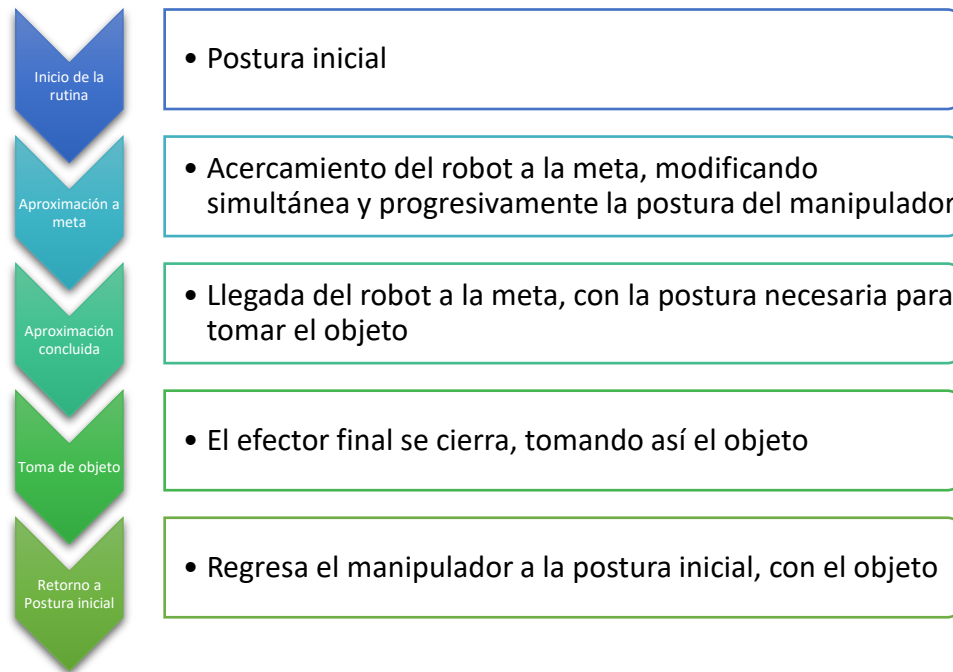 Inicio de la
rutina
• Postura inicial
Aproximación a
meta
• Acercamiento del robot a la meta, modificando
simultánea y progresivamente la postura del manipulador
Aproximación
concluida
• Llegada del robot a la meta, con la postura necesaria para
tomar el objeto
Toma de objeto
• El efector final se cierra, tomando así el objeto
Retorno a
Postura inicial
• Regresa el manipulador a la postura inicial, con el objeto